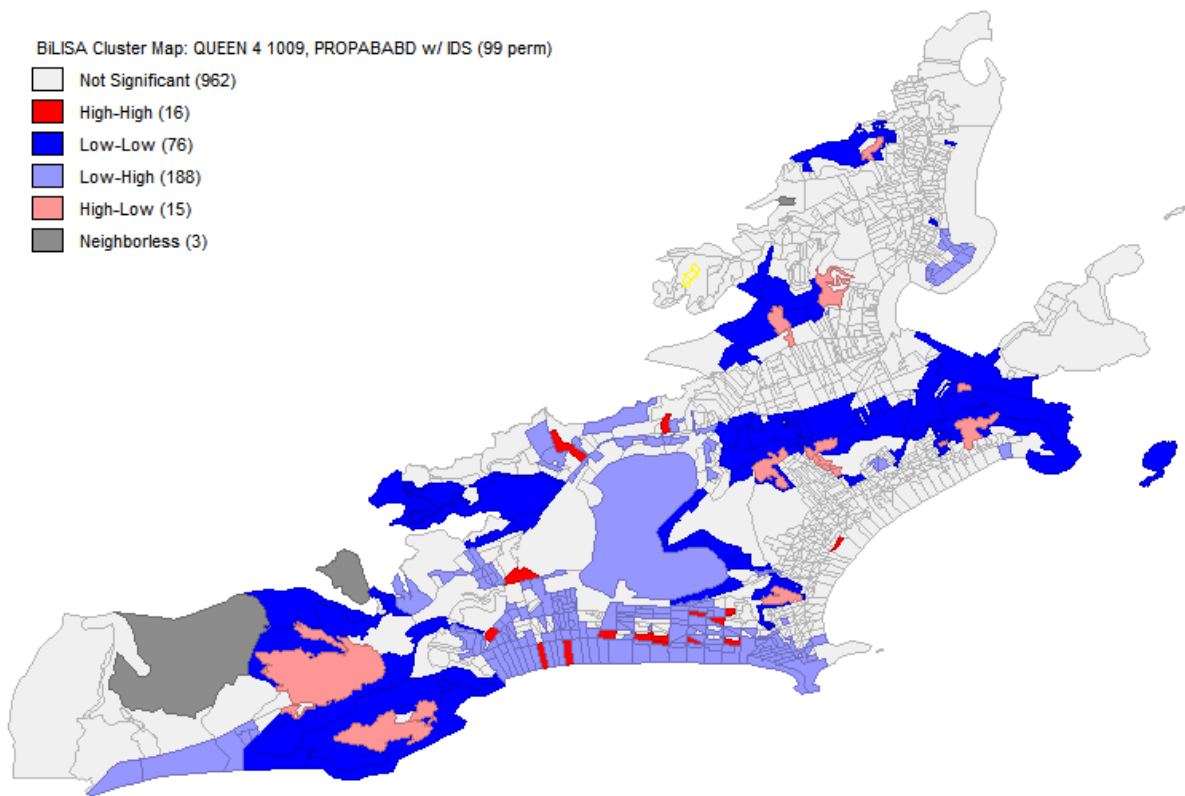 BiLISA Cluster Map: QUEEN 4 1009, PROPABABD w/ IDS (99 perm)
Not Significant (962)
High-High (16)
Low-Low (76)
Low-High (188)
High-Low (15)
Neighborless (3)